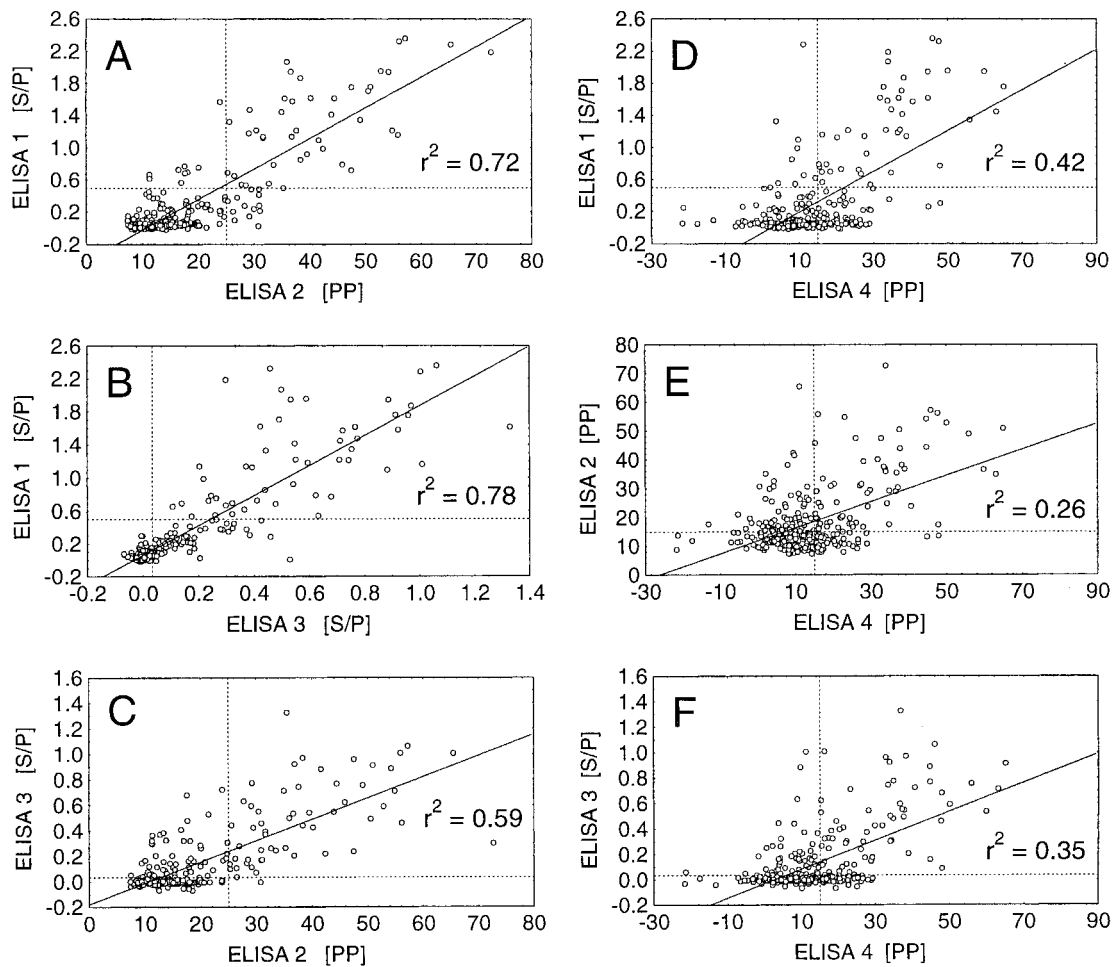 A
2.6
2.2
1.8
1.4
1.0
0.6
0.2
-0.2
ELISA 1 [S/P]
r² = 0.72
0 10 20 30 40 50 60 70 80
ELISA 2 [PP]
D
2.6
2.2
1.8
1.4
1.0
0.6
0.2
-0.2
ELISA 1 [S/P]
r² = 0.42
-30 -10 10 30 50 70 90
ELISA 4 [PP]
B
2.6
2.2
1.8
1.4
1.0
0.6
0.2
-0.2
ELISA 1 [S/P]
r² = 0.78
-0.2 0.0 0.2 0.4 0.6 0.8 1.0 1.2 1.4
ELISA 3 [S/P]
E
80
70
60
50
40
30
20
10
0
ELISA 2 [PP]
r² = 0.26
-30 -10 10 30 50 70 90
ELISA 4 [PP]
C
1.6
1.4
1.2
1.0
0.8
0.6
0.4
0.2
0.0
-0.2
ELISA 3 [S/P]
r² = 0.59
0 10 20 30 40 50 60 70 80
ELISA 2 [PP]
F
1.6
1.4
1.2
1.0
0.8
0.6
0.4
0.2
0.0
-0.2
ELISA 3 [S/P]
r² = 0.35
-30 -10 10 30 50 70 90
ELISA 4 [PP]